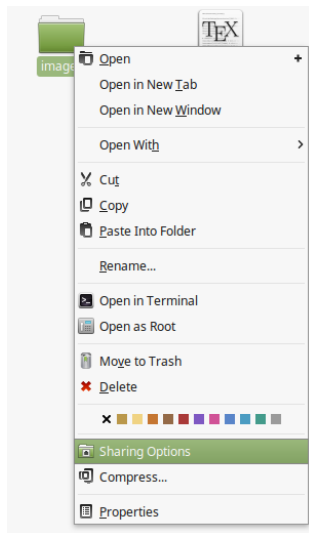 TEX
image
Open
Open in New Tab
Open in New Window
Open With
Cut
Copy
Paste Into Folder
Rename...
Open in Terminal
Open as Root
Move to Trash
Delete
Sharing Options
Compress...
Properties